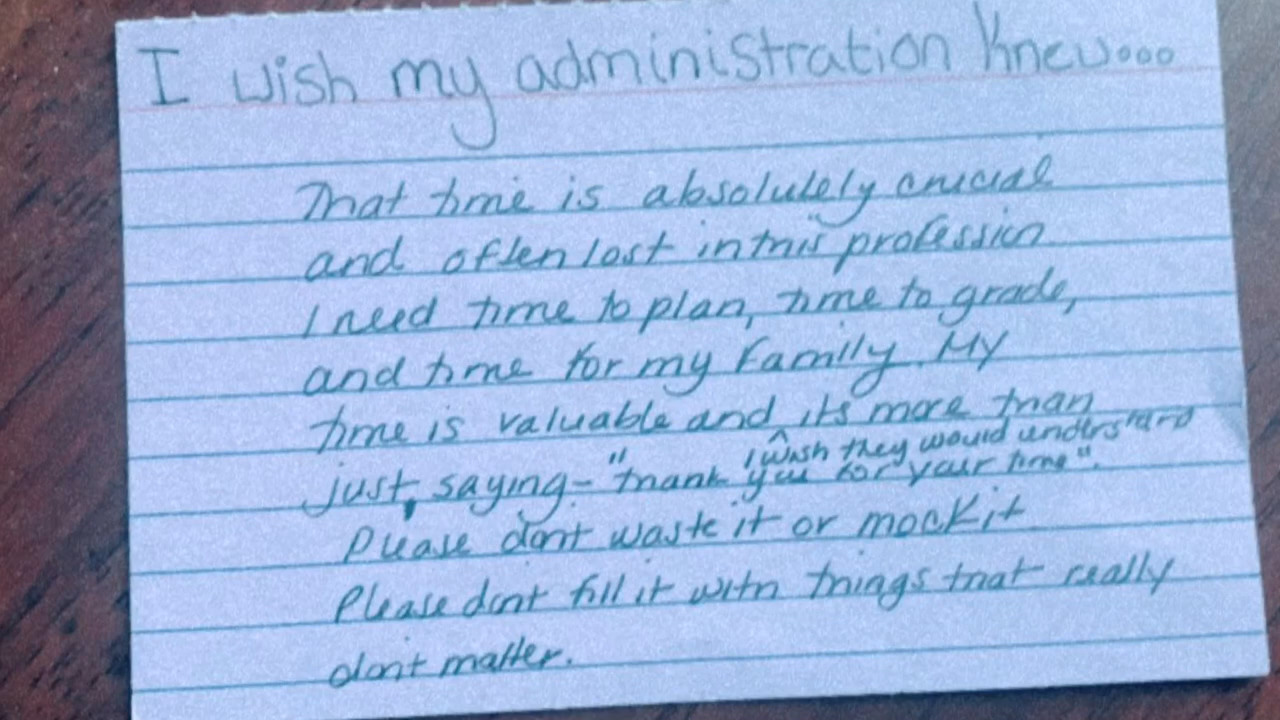 I wish my administration knew...
That time is absolutely crucial
and often lost in this profession
I need time to plan, time to grade,
and time for my family. My
time is valuable and its more than
I wish they would understand
just, saying - "thank you for your time".
Please dont waste it or mock it
Please dont fill it with things that really
dont matter.